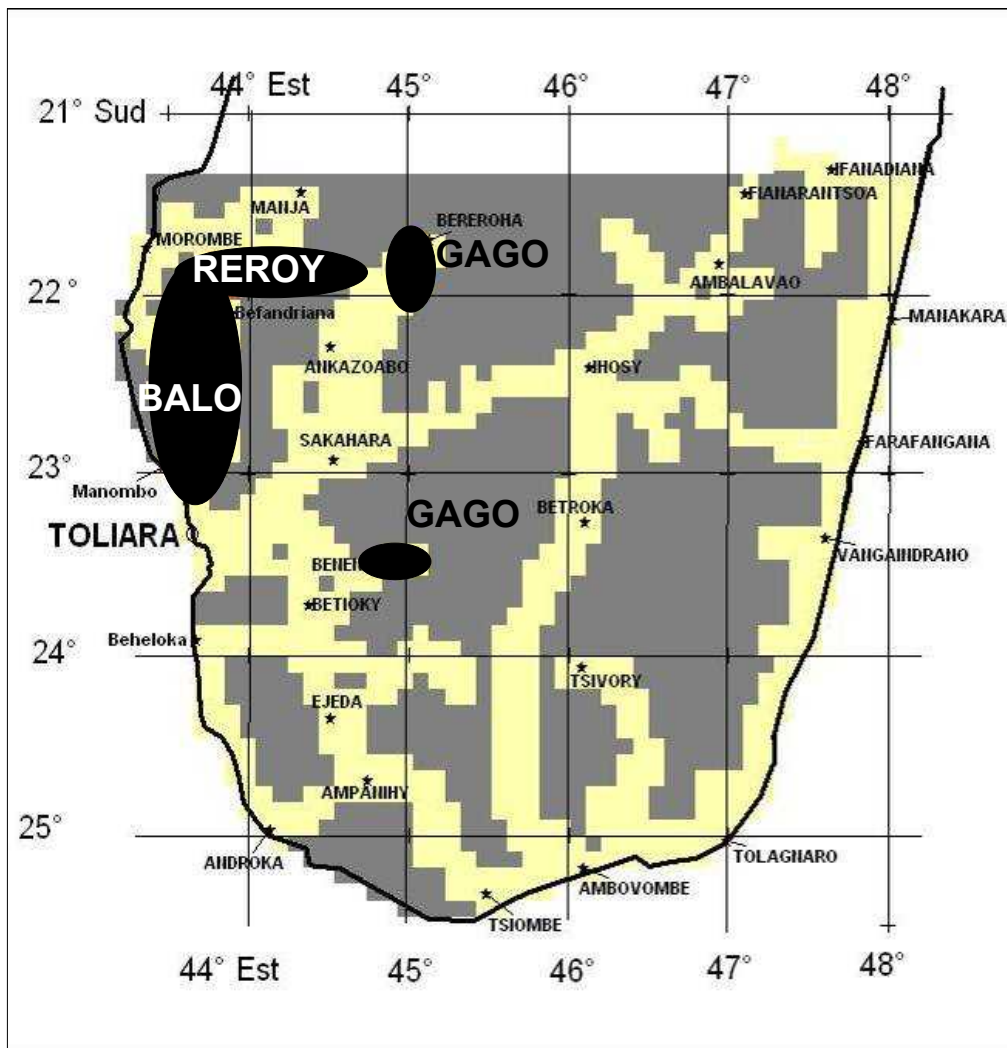 44° Est 45° 46° 47° 48°
21° Sud
IFANADIANA
FIANARANTSOA
MANJA
BEREROHA
MOROMBE
GAGO
REROY
AMBALAVAO
22°
Befandriana
MANAKARA
ANKAZOABO
IHOSY
BALO
SAKAHARA
FARAFANGANA
23°
Manombo
GAGO
BETROKA
TOLIARA
VANGAINDRANO
BETIOKY
Beheloka
24°
TSIVORY
EJEDA
AMPANIHY
25°
TOLAGNARO
ANDROKA
AMBOVOMBE
TSIOMBE
44° Est 45° 46° 47° 48°